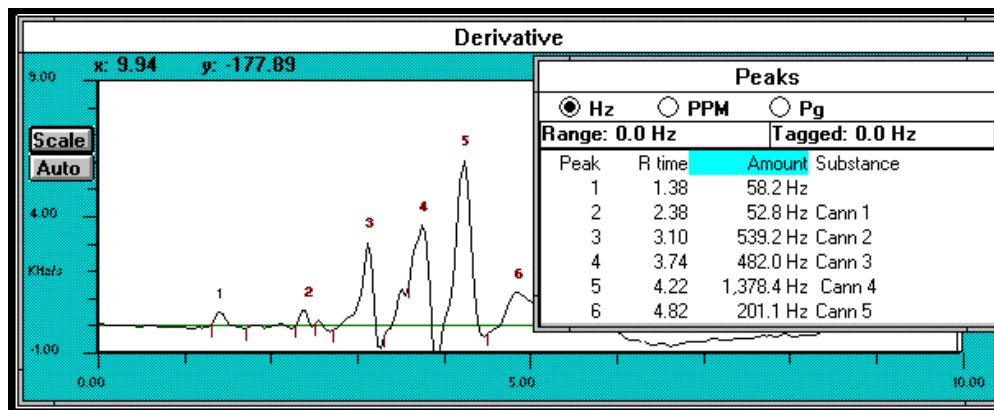 Derivative
x: 9.94 y: -177.89
9.00
Scale
Auto
4.00
KHz/s
-1.00
0.00 5.00 10.00
1 2 3 4 5 6
Peaks
Hz PPM Pg
Range: 0.0 Hz Tagged: 0.0 Hz
Peak R time Amount Substance
1 1.38 58.2 Hz
2 2.38 52.8 Hz Cann 1
3 3.10 539.2 Hz Cann 2
4 3.74 482.0 Hz Cann 3
5 4.22 1,378.4 Hz Cann 4
6 4.82 201.1 Hz Cann 5